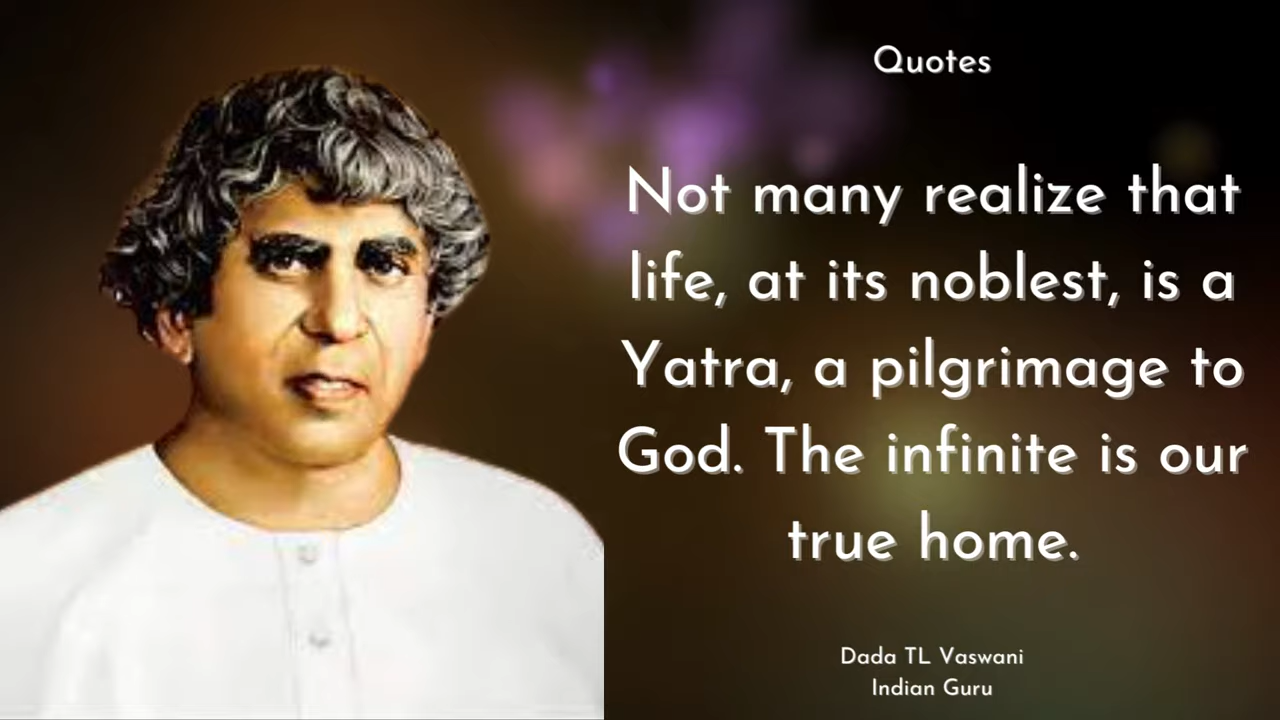 Quotes
Not many realize that
life, at its noblest, is a
Yatra, a pilgrimage to
God. The infinite is our
true home.
Dada TL Vaswani
Indian Guru